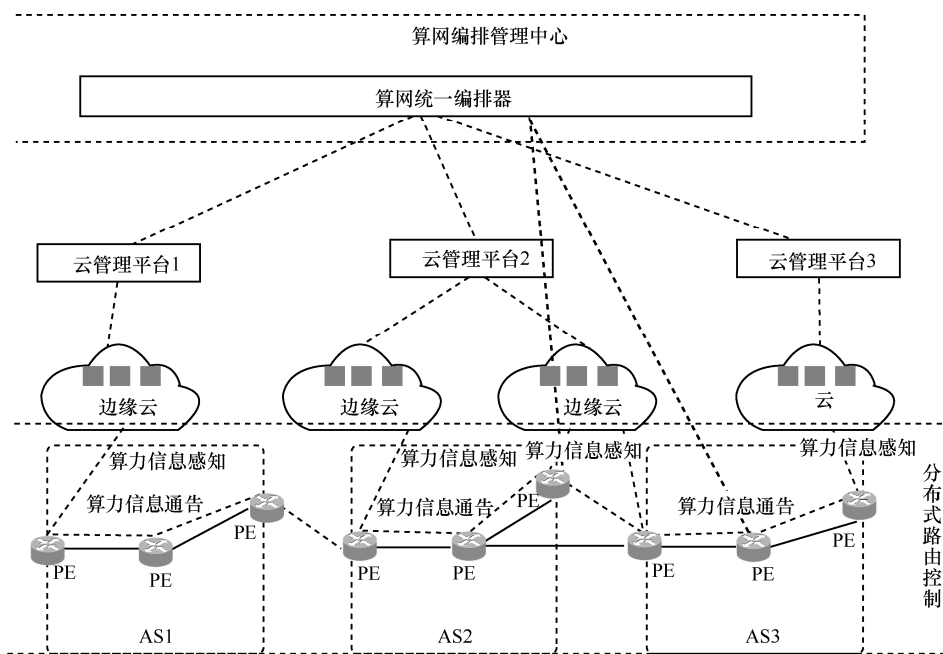 算网编排管理中心
算网统一编排器
云管理平台1
云管理平台2
云管理平台3
边缘云
边缘云
边缘云
云
算力信息感知
算力信息感知
算力信息感知
算力信息感知
算力信息通告
算力信息通告
算力信息通告
PE
PE
PE
PE
PE
PE
PE
PE
PE
AS1
AS2
AS3
分布式路由控制